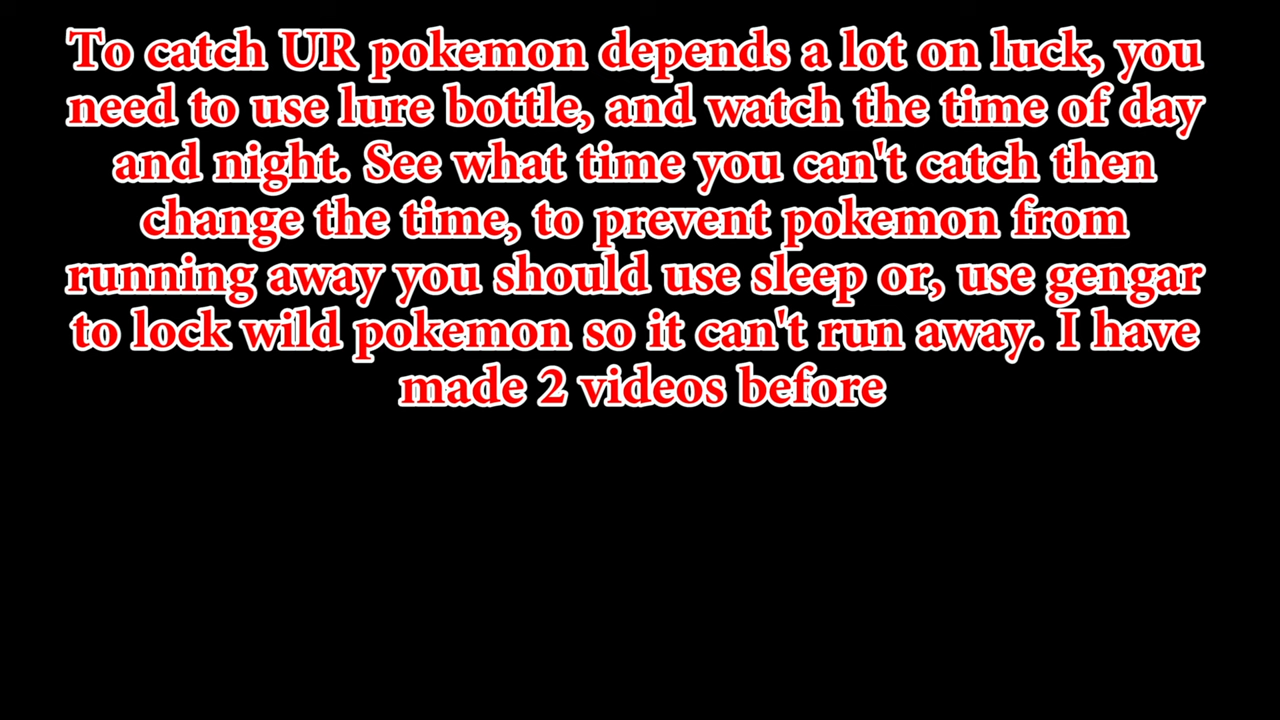 To catch UR pokemon depends a lot on luck, you
need to use lure bottle, and watch the time of day
and night. See what time you can't catch then
change the time, to prevent pokemon from
running away you should use sleep or, use gengar
to lock wild pokemon so it can't run away. I have
made 2 videos before